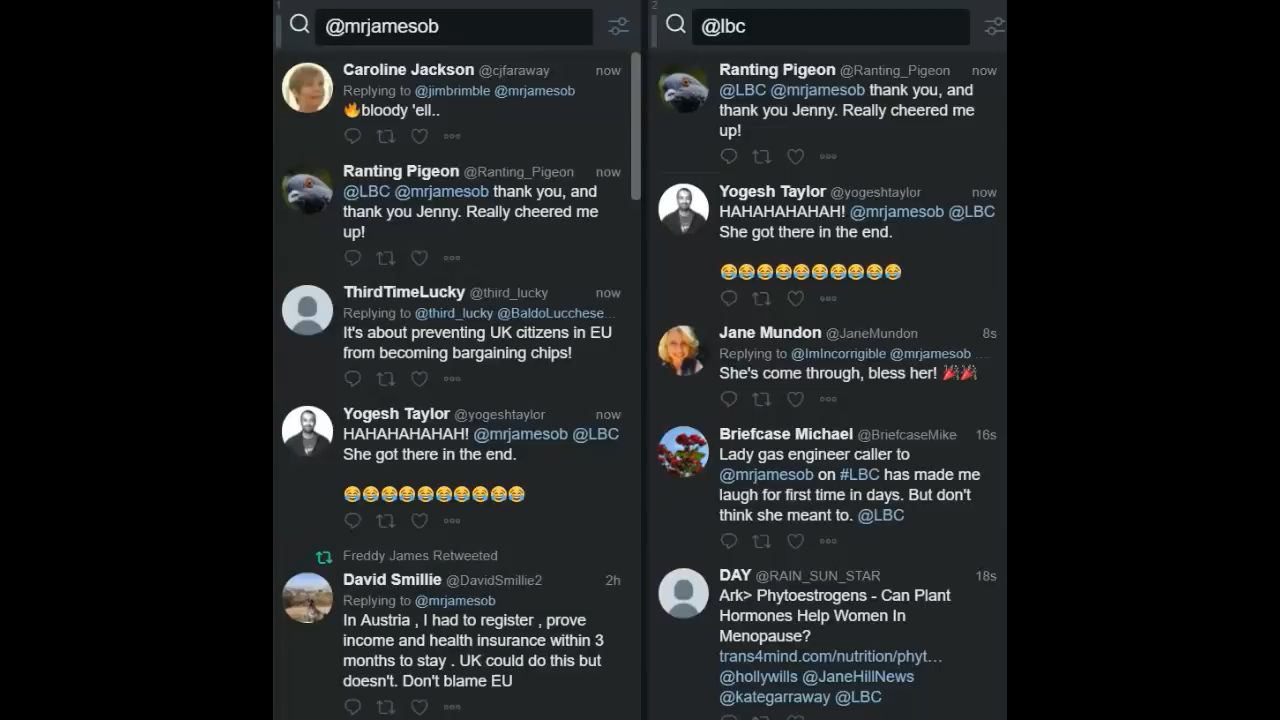 1
@mrjamesob
Caroline Jackson @cjfaraway now
Replying to @jimbrimble @mrjamesob
🔥bloody 'ell..
Ranting Pigeon @Ranting_Pigeon now
@LBC @mrjamesob thank you, and
thank you Jenny. Really cheered me
up!
ThirdTimeLucky @third_lucky now
Replying to @third_lucky @BaldoLucchese...
It's about preventing UK citizens in EU
from becoming bargaining chips!
Yogesh Taylor @yogeshtaylor now
HAHAHAHAHAH! @mrjamesob @LBC
She got there in the end.
😂😂😂😂😂😂😂😂😂😂
Freddy James Retweeted
David Smillie @DavidSmillie2 2h
Replying to @mrjamesob
In Austria , I had to register , prove
income and health insurance within 3
months to stay . UK could do this but
doesn't. Don't blame EU
2
@lbc
Ranting Pigeon @Ranting_Pigeon now
@LBC @mrjamesob thank you, and
thank you Jenny. Really cheered me
up!
Yogesh Taylor @yogeshtaylor now
HAHAHAHAHAH! @mrjamesob @LBC
She got there in the end.
😂😂😂😂😂😂😂😂😂😂
Jane Mundon @JaneMundon 8s
Replying to @ImIncorrigible @mrjamesob ...
She's come through, bless her! 🎉🎉
Briefcase Michael @BriefcaseMike 16s
Lady gas engineer caller to
@mrjamesob on #LBC has made me
laugh for first time in days. But don't
think she meant to. @LBC
DAY @RAIN_SUN_STAR 18s
Ark> Phytoestrogens - Can Plant
Hormones Help Women In
Menopause?
trans4mind.com/nutrition/phyt…
@hollywills @JaneHillNews
@kategarraway @LBC